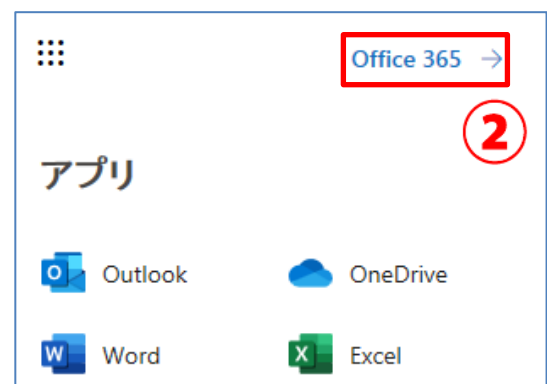 Office 365 →
②
アプリ
Outlook
OneDrive
Word
Excel